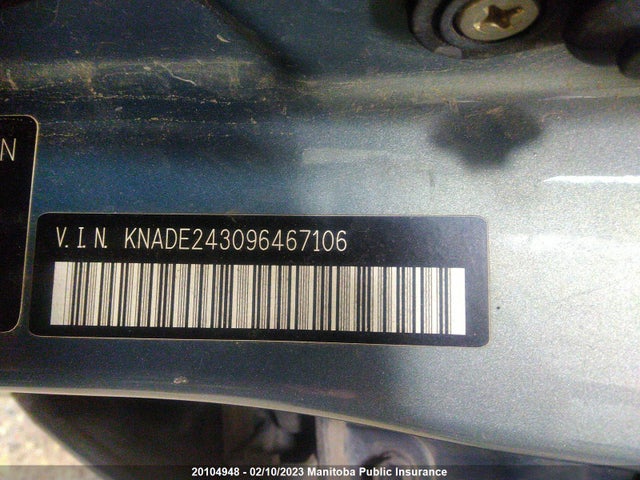 N
V.I.N. KNADE243096467106
20104948 - 02/10/2023 Manitoba Public Insurance